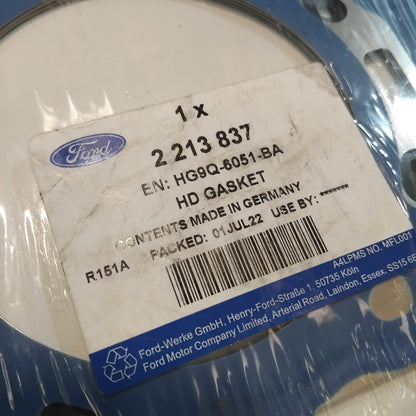 1 x
Ford
2 213 837
EN: HG9Q-6051-BA
HD GASKET
CONTENTS MADE IN GERMANY
R151A PACKED: 01JUL22 USE BY: *******
A4LPMS NO. MFL001
Ford-Werke GmbH, Henry-Ford-Straße 1, 50735 Köln
Ford Motor Company Limited, Arterial Road, Laindon, Essex. SS15 6E